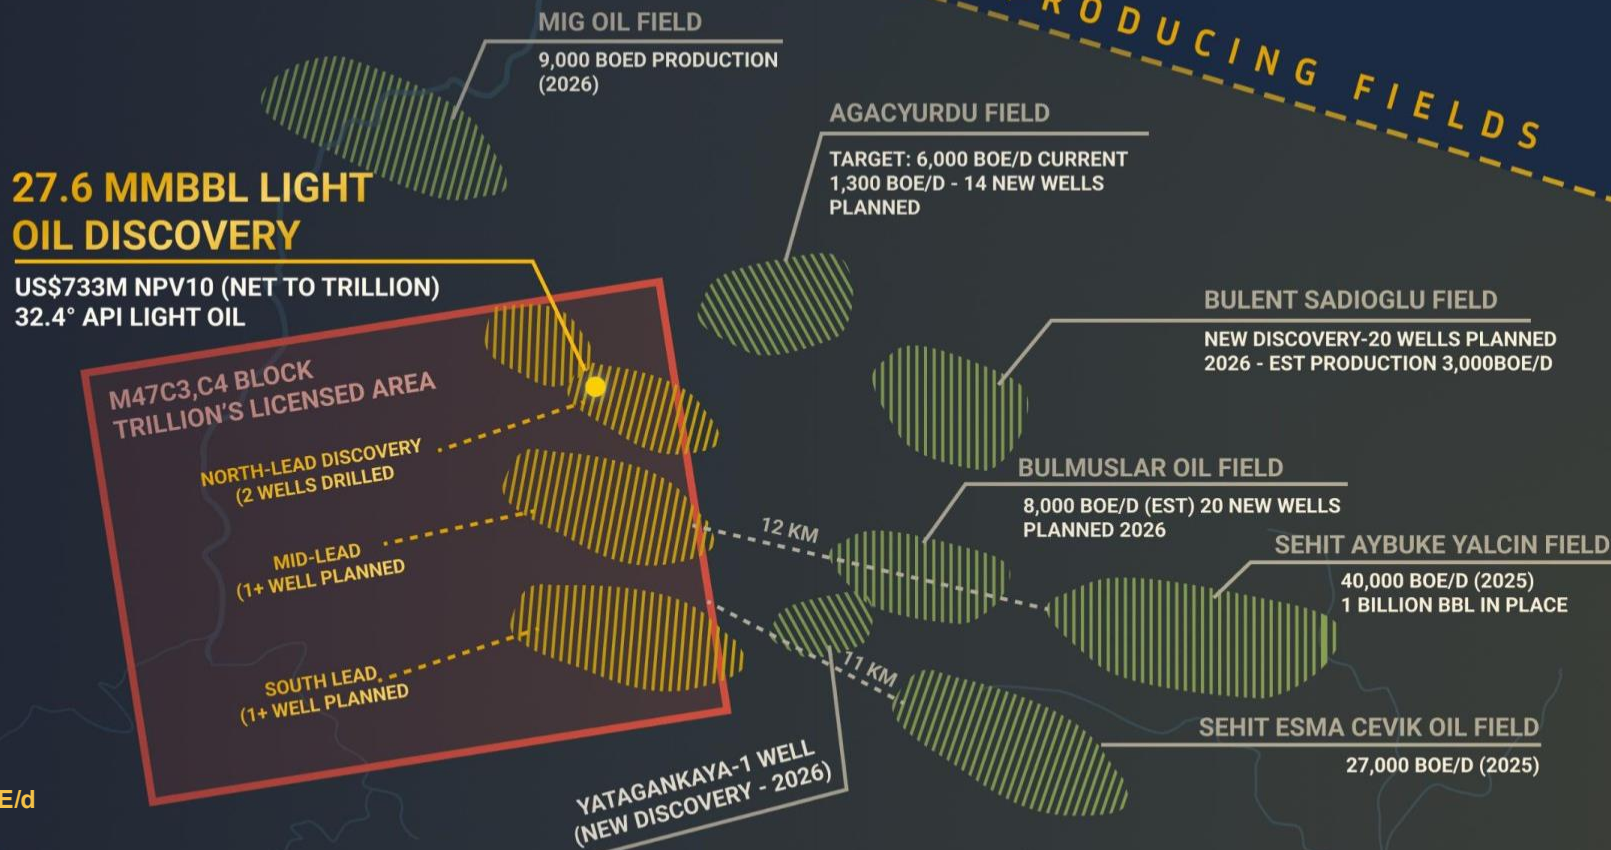 RODUCING FIELDS
MIG OIL FIELD
9,000 BOED PRODUCTION
(2026)
AGACYURDU FIELD
TARGET: 6,000 BOE/D CURRENT
1,300 BOE/D - 14 NEW WELLS
PLANNED
27.6 MMBBL LIGHT
OIL DISCOVERY
US$733M NPV10 (NET TO TRILLION)
32.4° API LIGHT OIL
BULENT SADIOGLU FIELD
NEW DISCOVERY-20 WELLS PLANNED
2026 - EST PRODUCTION 3,000BOE/D
M47C3,C4 BLOCK
TRILLION'S LICENSED AREA
NORTH-LEAD DISCOVERY
(2 WELLS DRILLED
BULMUSLAR OIL FIELD
8,000 BOE/D (EST) 20 NEW WELLS
PLANNED 2026
12 KM
SEHIT AYBUKE YALCIN FIELD
40,000 BOE/D (2025)
1 BILLION BBL IN PLACE
MID-LEAD
(1+ WELL PLANNED
11 KM
SOUTH LEAD
(1+ WELL PLANNED
SEHIT ESMA CEVIK OIL FIELD
27,000 BOE/D (2025)
YATAGANKAYA-1 WELL
(NEW DISCOVERY - 2026)
E/d